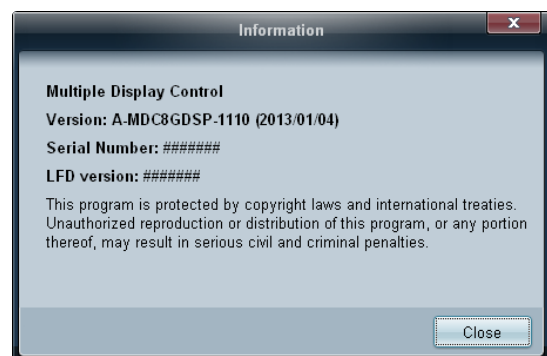 Information
x
Multiple Display Control
Version: A-MDC8GDSP-1110 (2013/01/04)
Serial Number: #######
LFD version: #######
This program is protected by copyright laws and international treaties.
Unauthorized reproduction or distribution of this program, or any portion
thereof, may result in serious civil and criminal penalties.
Close